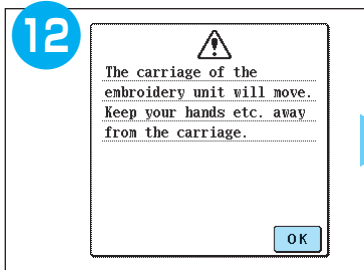 12
The carriage of the
embroidery unit will move.
Keep your hands etc. away
from the carriage.
OK